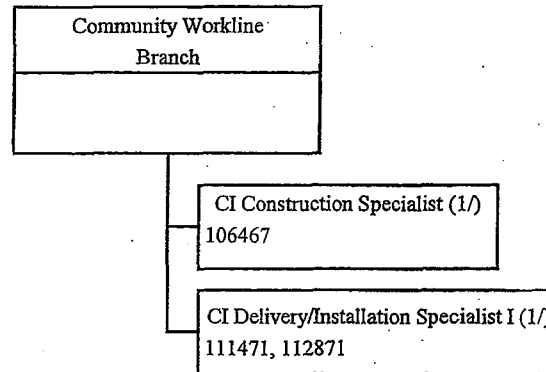 Community Workline
Branch
CI Construction Specialist (1/)
106467
CI Delivery/Installation Specialist I (1/)
111471, 112871